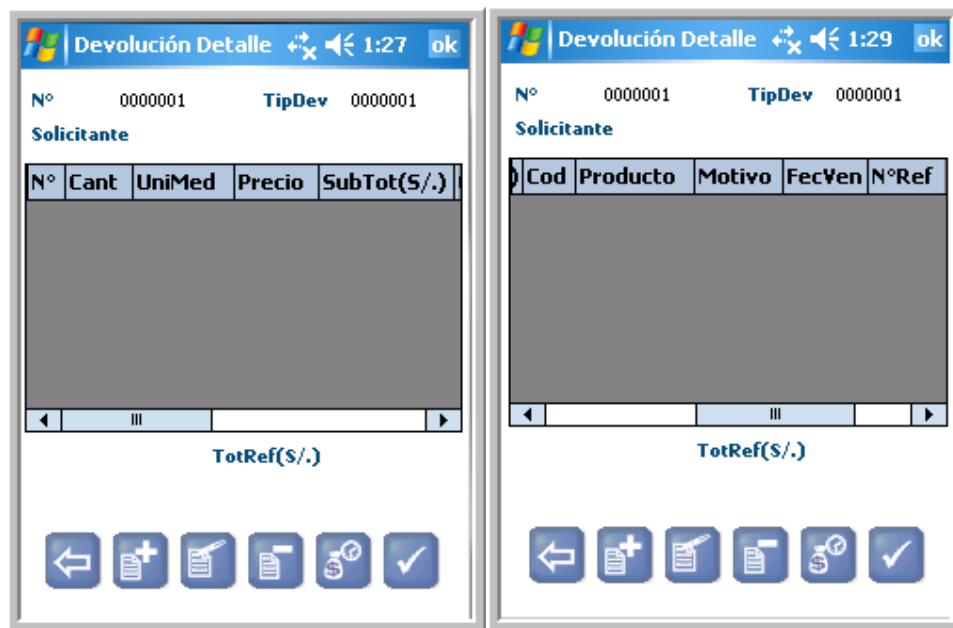 Devolución Detalle 1:27 ok
N° 0000001 TipDev 0000001
Solicitante
N° Cant UniMed Precio SubTot(S/.)
TotRef(S/.)
Devolución Detalle 1:29 ok
N° 0000001 TipDev 0000001
Solicitante
) Cod Producto Motivo FecVen N°Ref
TotRef(S/.)